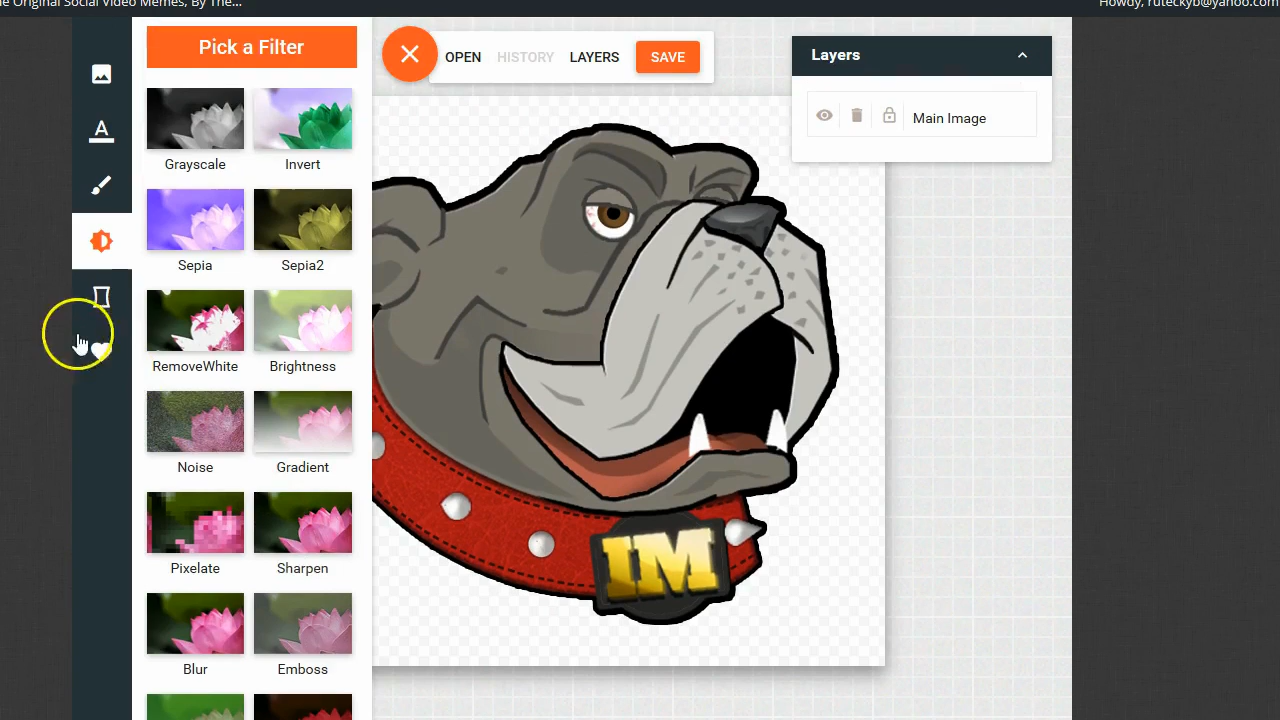 he Original Social Video Memes, By The...
Howdy, ruteckyb@yahoo.com
Pick a Filter
OPEN
HISTORY
LAYERS
SAVE
Layers
Main Image
Grayscale
Invert
Sepia
Sepia2
RemoveWhite
Brightness
Noise
Gradient
Pixelate
Sharpen
Blur
Emboss
A
IM